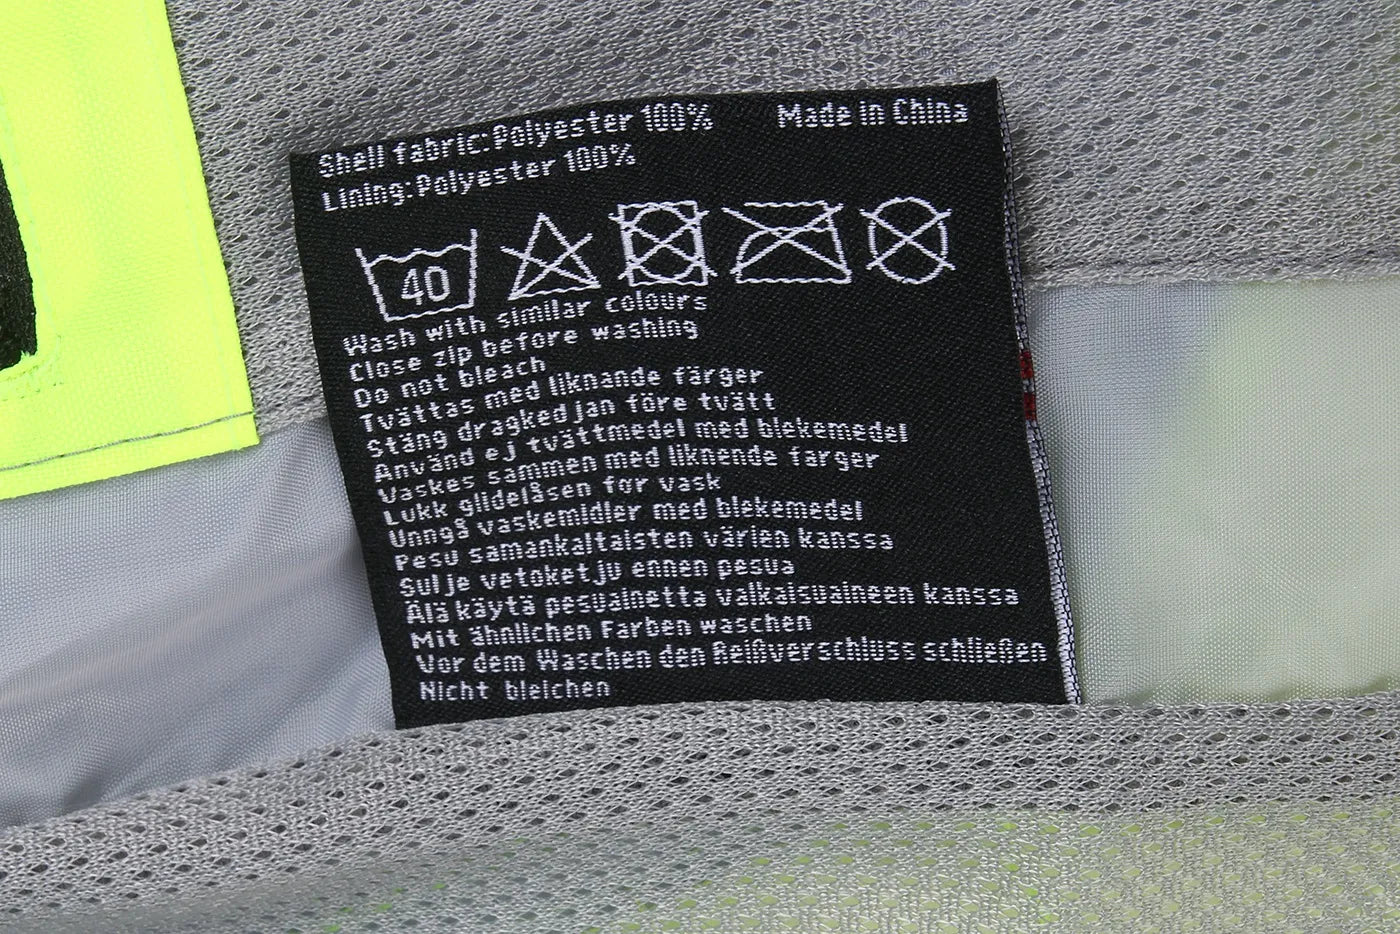 Shell fabric: Polyester 100% Made in China
Lining: Polyester 100%
40
Wash with similar colours
Close zip before washing
Do not bleach
Tvättas med liknande färger
Stäng dragkedjan före tvätt
Använd ej tvättmedel med blekemedel
Vaskes sammen med liknende farger
Lukk glidelåsen før vask
Unngå vaskemidler med blekemedel
Pesu samankaltaisten värien kanssa
Sulje vetoketju ennen pesua
Älä käytä pesuainetta valkaisuaineen kanssa
Mit ähnlichen Farben waschen
Vor dem Waschen den Reißverschluss schließen
Nicht bleichen